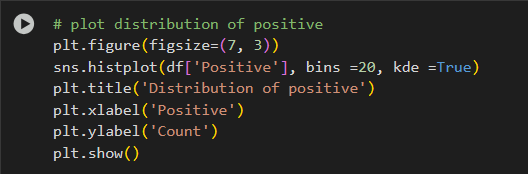 # plot distribution of positive
plt.figure(figsize=(7, 3))
sns.histplot(df['Positive'], bins =20, kde =True)
plt.title('Distribution of positive')
plt.xlabel('Positive')
plt.ylabel('Count')
plt.show()